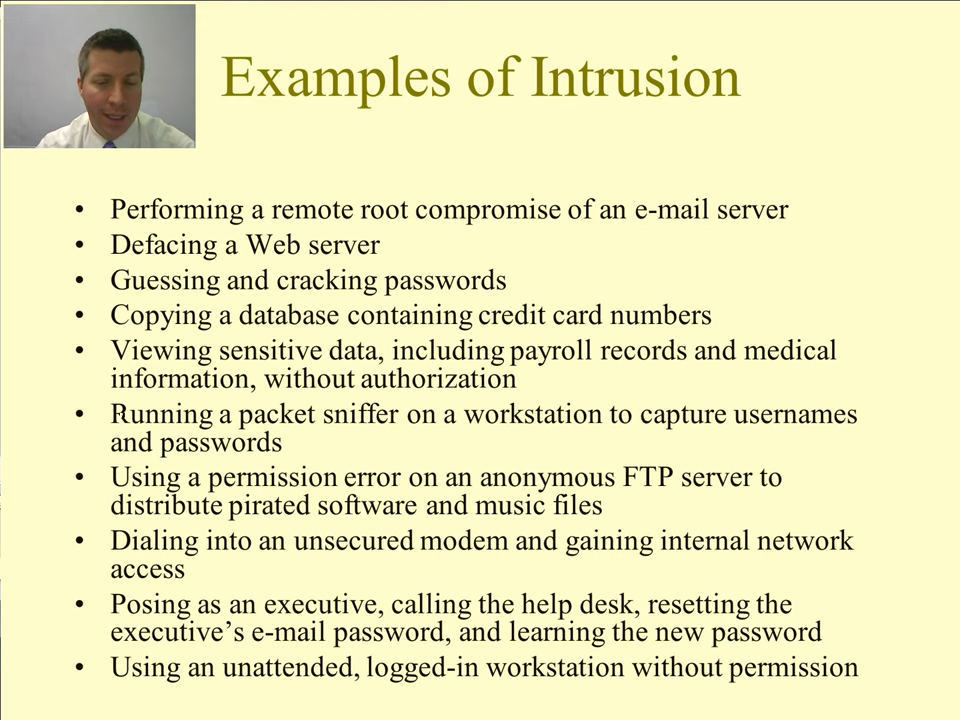 Examples of Intrusion
• Performing a remote root compromise of an e-mail server
• Defacing a Web server
• Guessing and cracking passwords
• Copying a database containing credit card numbers
• Viewing sensitive data, including payroll records and medical
information, without authorization
• Running a packet sniffer on a workstation to capture usernames
and passwords
• Using a permission error on an anonymous FTP server to
distribute pirated software and music files
• Dialing into an unsecured modem and gaining internal network
access
• Posing as an executive, calling the help desk, resetting the
executive’s e-mail password, and learning the new password
• Using an unattended, logged-in workstation without permission